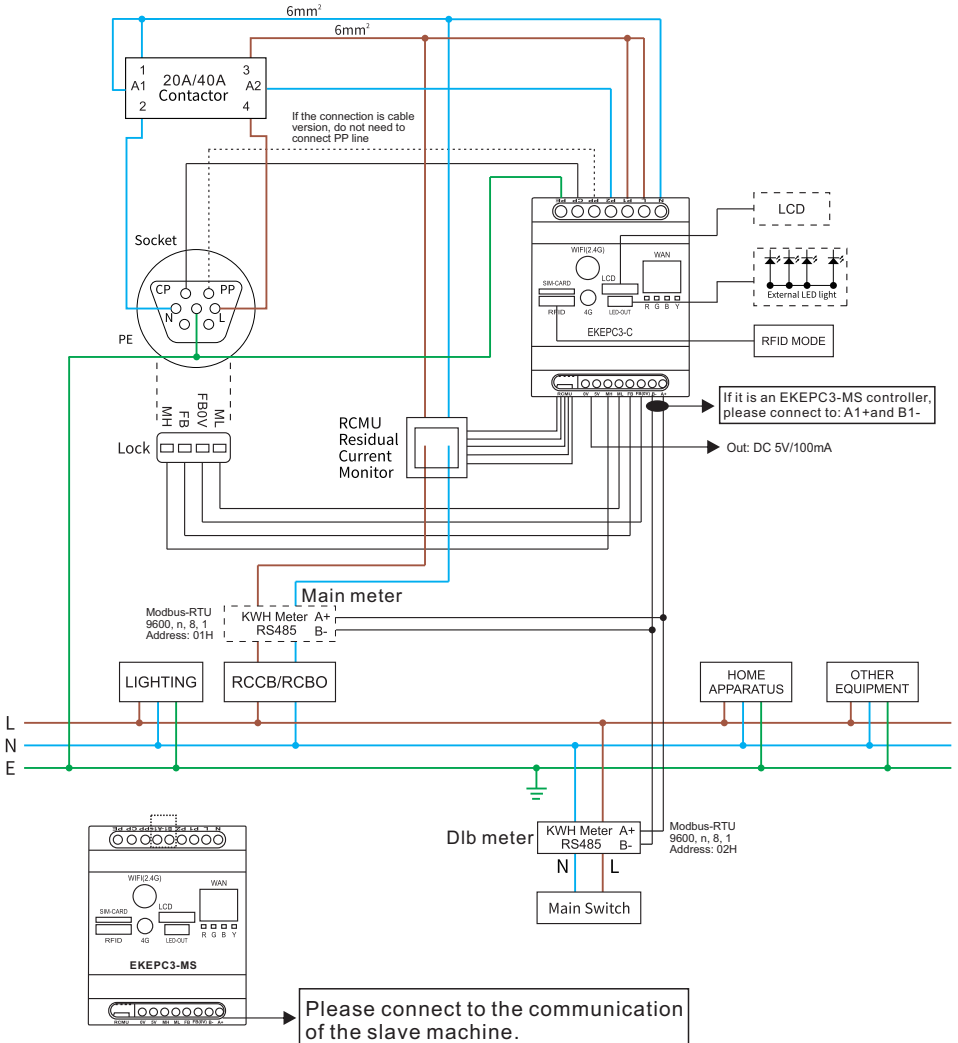 6mm²
6mm²
1
3
A1
20A/40A
A2
Contactor
2
4
If the connection is cable
version, do not need to
connect PP line
PE CP PP P2 P1 L N
Socket
CP
PP
N
L
PE
WIFI(2.4G)
WAN
LCD
SIM-CARD
RFID
4G
LED-OUT
R G B Y
EKEPC3-C
RCMU 0V 5V MH ML FB FB(0V) B- A+
LCD
External LED light
RFID MODE
If it is an EKEPC3-MS controller,
please connect to: A1+and B1-
Out: DC 5V/100mA
MH
FB
FB0V
ML
Lock
RCMU
Residual
Current
Monitor
Main meter
Modbus-RTU
9600, n, 8, 1
Address: 01H
KWH Meter A+
RS485 B-
LIGHTING
RCCB/RCBO
HOME
APPARATUS
OTHER
EQUIPMENT
L
N
E
Dlb meter
KWH Meter A+
RS485 B-
Modbus-RTU
9600, n, 8, 1
Address: 02H
N
L
Main Switch
WIFI(2.4G)
WAN
LCD
SIM-CARD
RFID
4G
LED-OUT
R G B Y
EKEPC3-MS
RCMU 0V 5V MH ML FB FB(0V) B- A+
Please connect to the communication
of the slave machine.